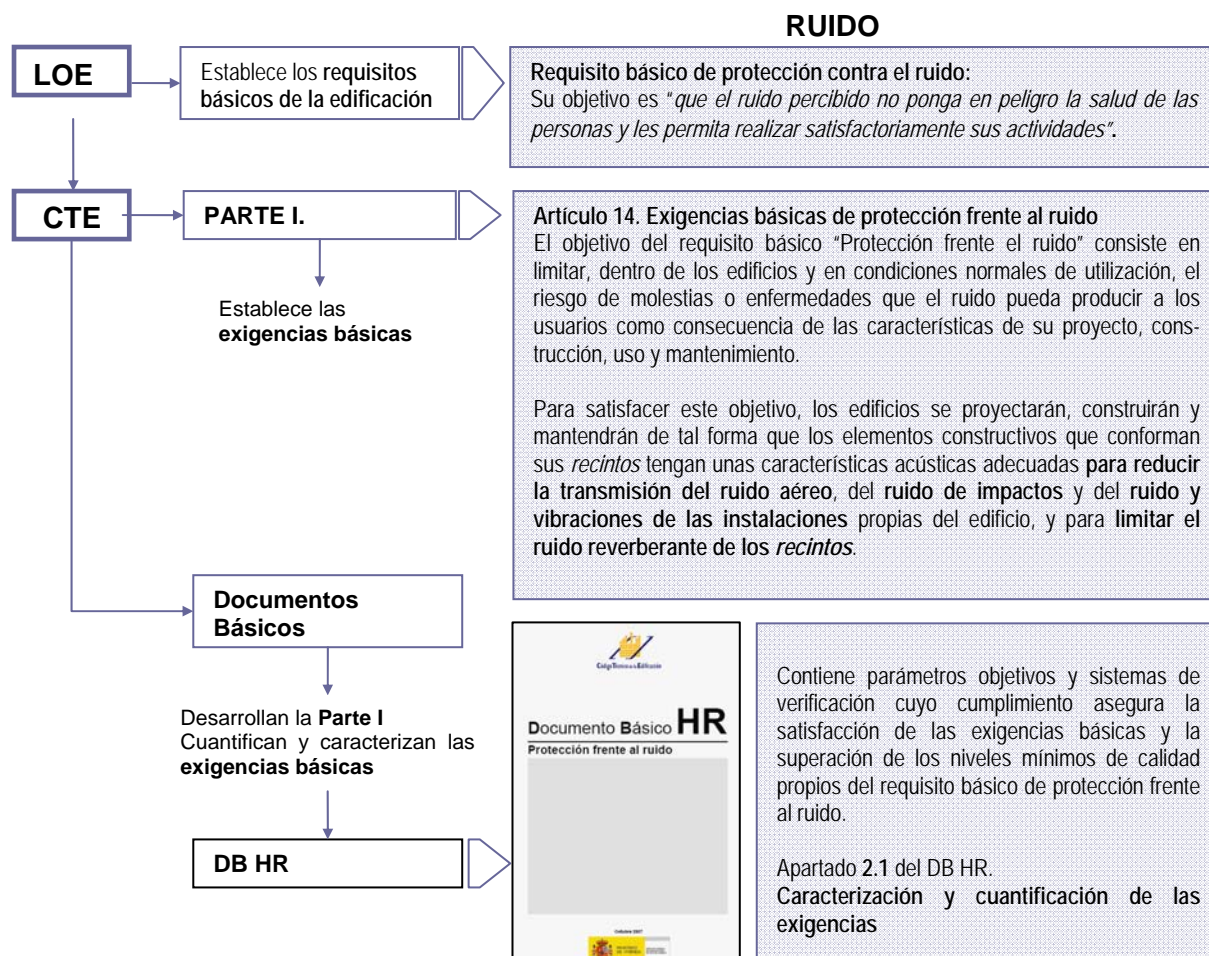 RUIDO
LOE
Establece los requisitos
básicos de la edificación
Requisito básico de protección contra el ruido:
Su objetivo es "que el ruido percibido no ponga en peligro la salud de las
personas y les permita realizar satisfactoriamente sus actividades".
CTE
PARTE I.
Establece las
exigencias básicas
Artículo 14. Exigencias básicas de protección frente al ruido
El objetivo del requisito básico "Protección frente el ruido" consiste en
limitar, dentro de los edificios y en condiciones normales de utilización, el
riesgo de molestias o enfermedades que el ruido pueda producir a los
usuarios como consecuencia de las características de su proyecto, cons-
trucción, uso y mantenimiento.
Para satisfacer este objetivo, los edificios se proyectarán, construirán y
mantendrán de tal forma que los elementos constructivos que conforman
sus recintos tengan unas características acústicas adecuadas para reducir
la transmisión del ruido aéreo, del ruido de impactos y del ruido y
vibraciones de las instalaciones propias del edificio, y para limitar el
ruido reverberante de los recintos.
Documentos
Básicos
Desarrollan la Parte I
Cuantifican y caracterizan las
exigencias básicas
DB HR
Código Técnico de la Edificación
Documento Básico HR
Protección frente al ruido
Octubre 2007
Contiene parámetros objetivos y sistemas de
verificación cuyo cumplimiento asegura la
satisfacción de las exigencias básicas y la
superación de los niveles mínimos de calidad
propios del requisito básico de protección frente
al ruido.
Apartado 2.1 del DB HR.
Caracterización y cuantificación de las
exigencias